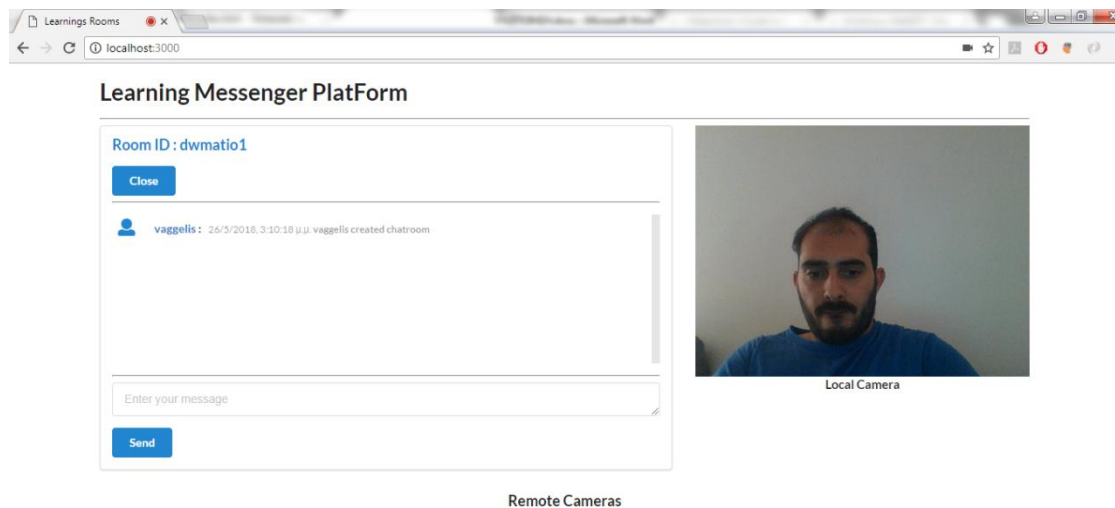 Learnings Rooms
localhost:3000
Learning Messenger PlatForm
Room ID : dwmatio1
Close
vaggelis : 26/5/2018, 3:10:18 μ.μ. vaggelis created chatroom
Enter your message
Send
Local Camera
Remote Cameras